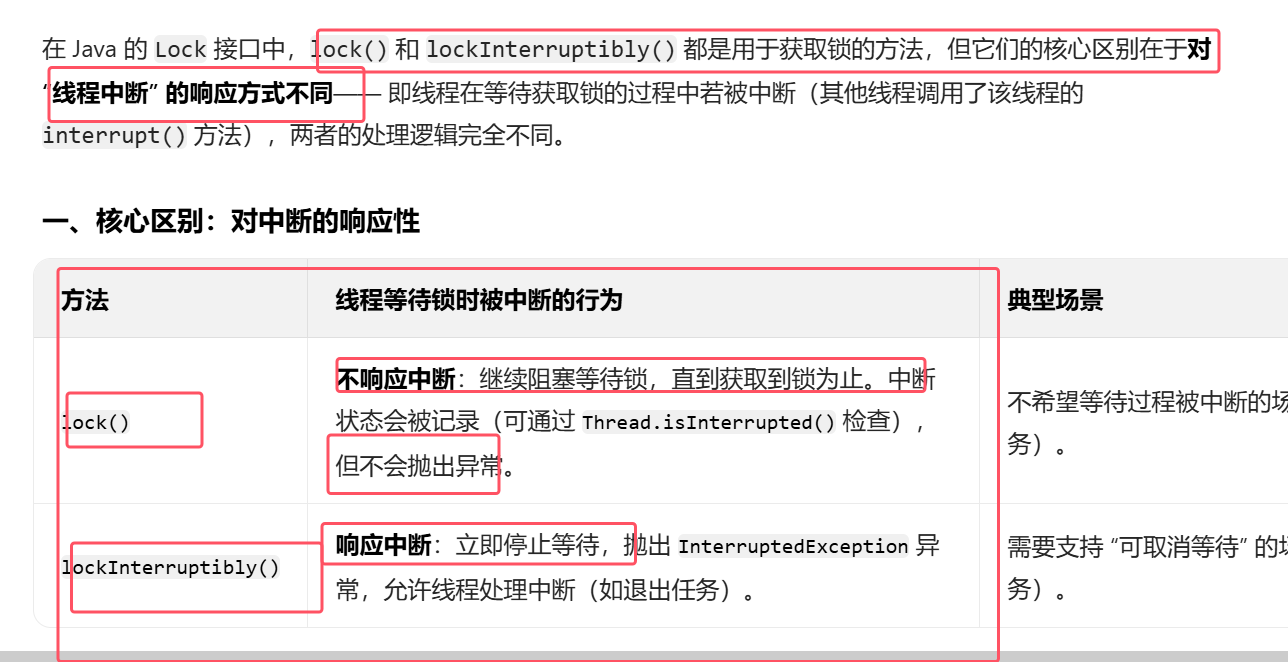 在 Java 的 Lock 接口中，lock() 和 lockInterruptibly() 都是用于获取锁的方法，但它们的核心区别在于对
“线程中断” 的响应方式不同—— 即线程在等待获取锁的过程中若被中断（其他线程调用了该线程的
interrupt() 方法），两者的处理逻辑完全不同。
一、核心区别：对中断的响应性
方法
线程等待锁时被中断的行为
典型场景
lock()
不响应中断：继续阻塞等待锁，直到获取到锁为止。中断
状态会被记录（可通过 Thread.isInterrupted() 检查），
但不会抛出异常。
不希望等待过程被中断的场
务）。
lockInterruptibly()
响应中断：立即停止等待，抛出 InterruptedException 异
常，允许线程处理中断（如退出任务）。
需要支持 “可取消等待” 的
务）。